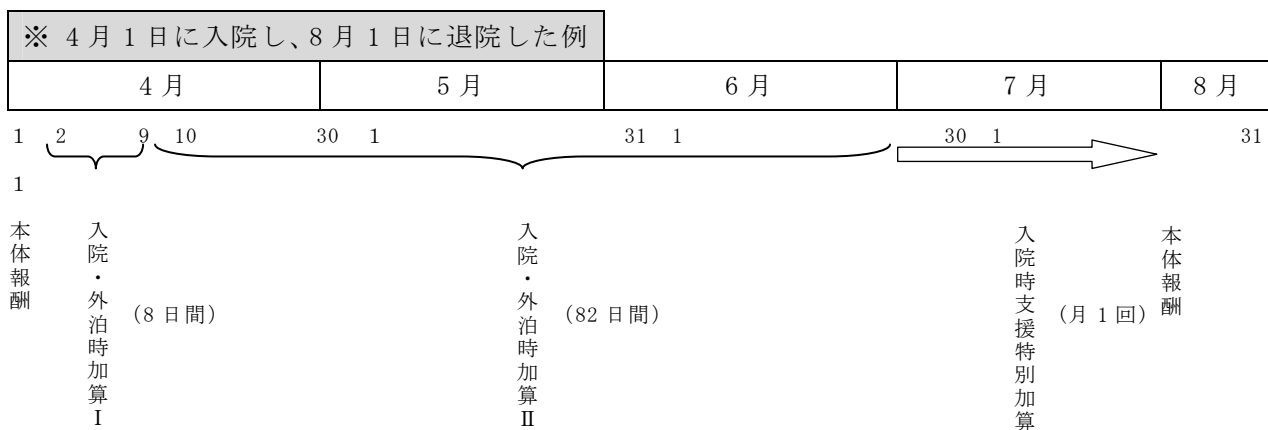 ※ 4月1日に入院し、8月1日に退院した例
4月 5月 6月 7月 8月
1 2 9 10 30 1 31 1 30 1 31
1
本体報酬
入院・外泊時加算Ⅰ
(8日間)
入院・外泊時加算Ⅱ
(82日間)
入院時支援特別加算
(月1回)
本体報酬